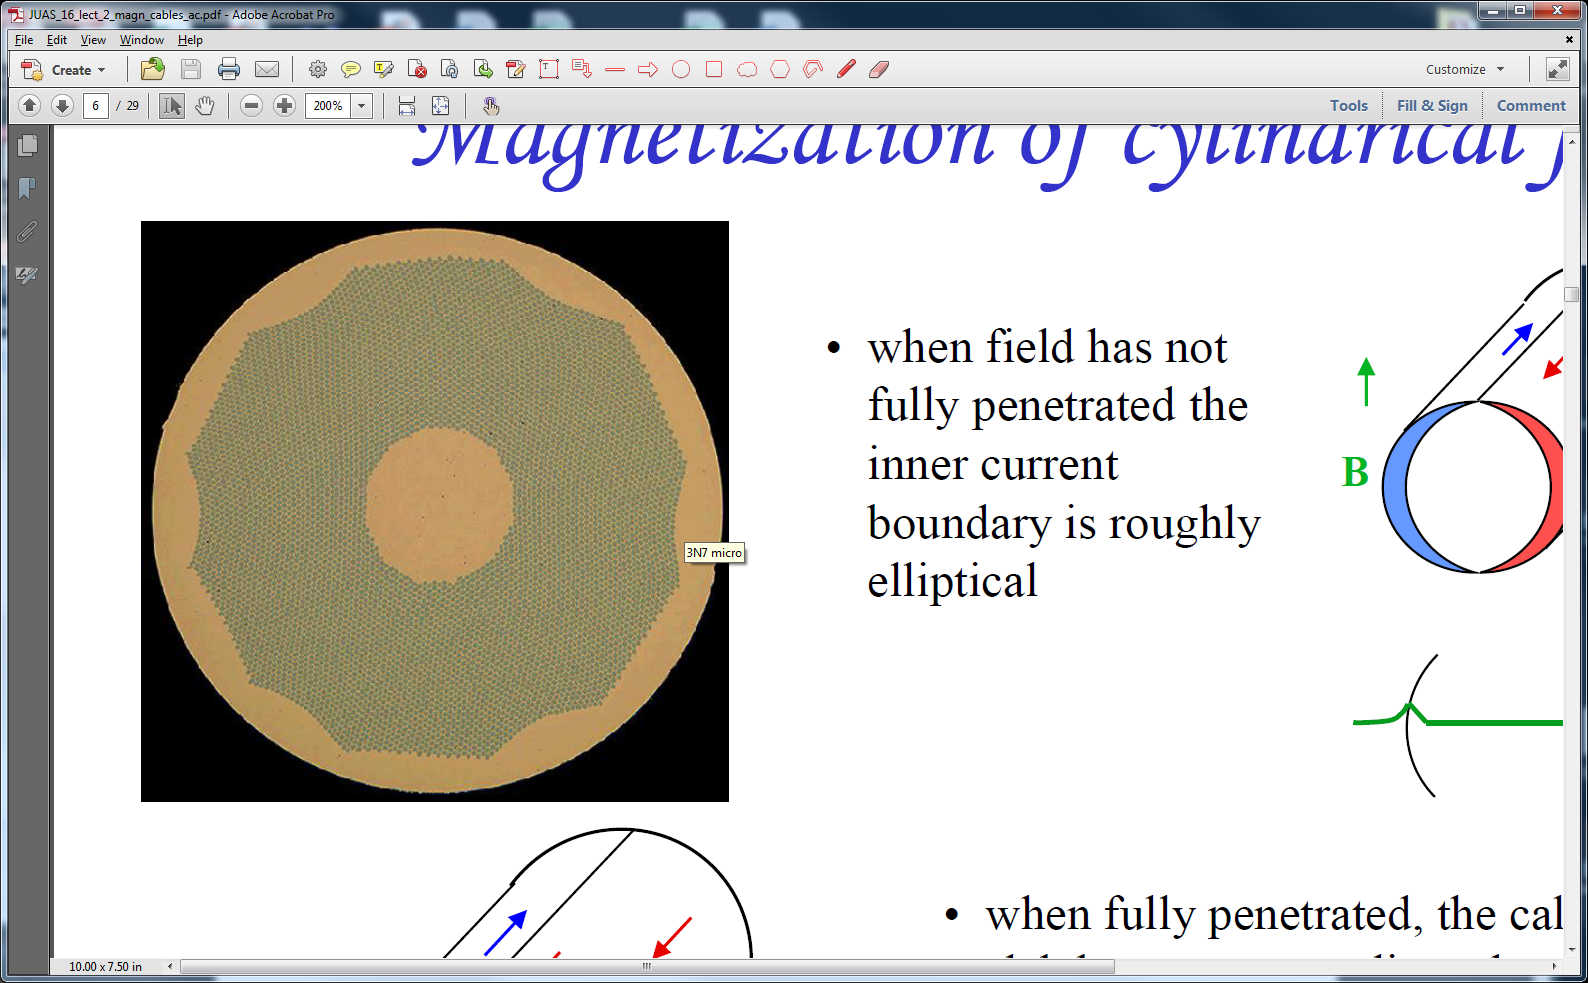 JUAS_16_lect_2_magn_cables_ac.pdf - Adobe Acrobat Pro
File Edit View Window Help
Create Customize
6 / 29 200% Tools Fill & Sign Comment
Magnetization of cylindrical
• when field has not
fully penetrated the
inner current
boundary is roughly
elliptical
B
3N7 micro
• when fully penetrated, the cal
10.00 x 7.50 in